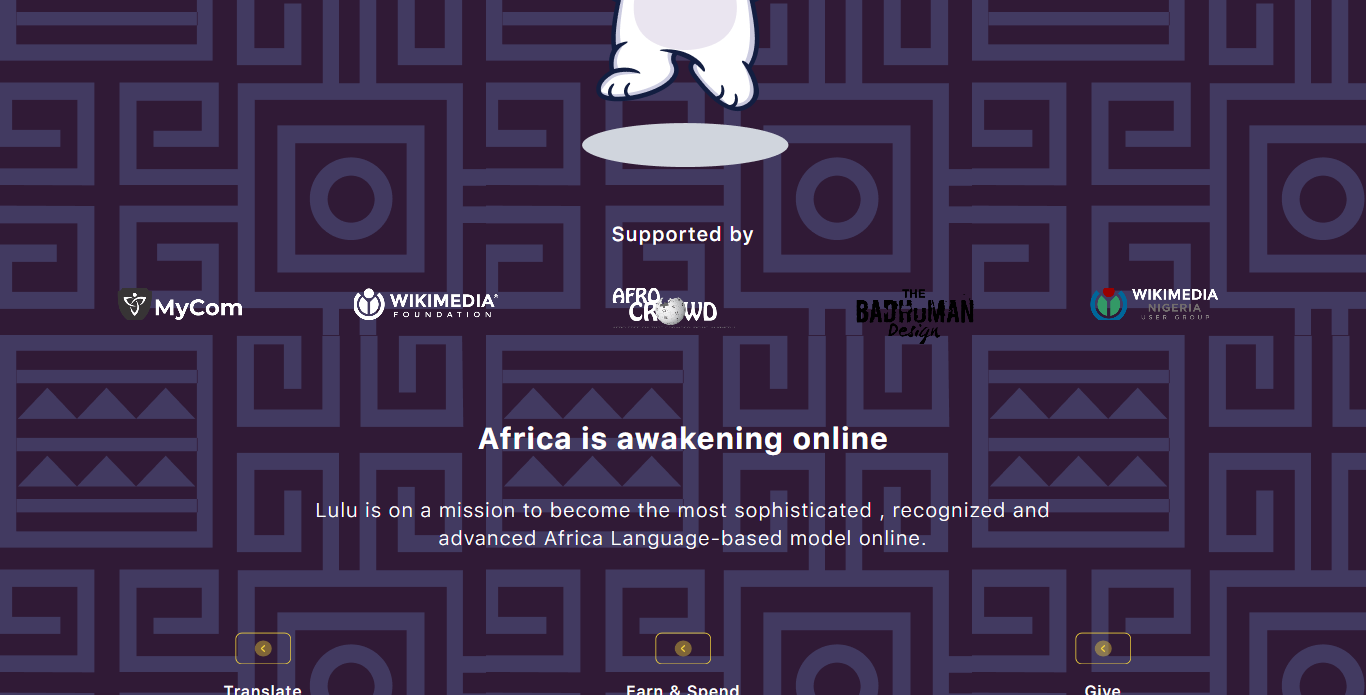 Supported by
MyCom
WIKIMEDIA®
FOUNDATION
AFRO
CROWD
THE
BADHUMAN
Design
WIKIMEDIA
NIGERIA
USER GROUP
Africa is awakening online
Lulu is on a mission to become the most sophisticated , recognized and
advanced Africa Language-based model online.
Translate
Earn & Spend
Give